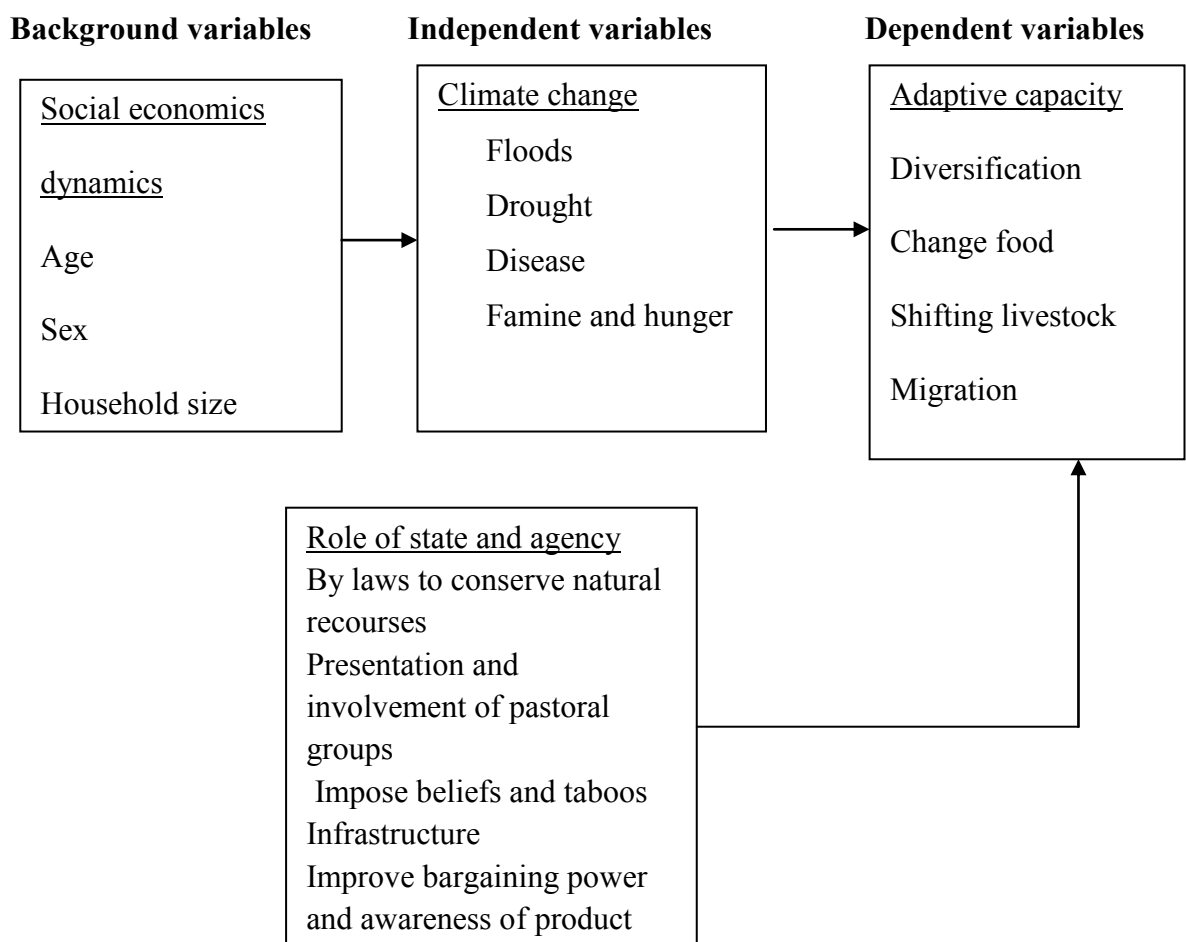 Background variables
Independent variables
Dependent variables
Social economics
dynamics
Age
Sex
Household size
Climate change
Floods
Drought
Disease
Famine and hunger
Adaptive capacity
Diversification
Change food
Shifting livestock
Migration
Role of state and agency
By laws to conserve natural
recourses
Presentation and
involvement of pastoral
groups
Impose beliefs and taboos
Infrastructure
Improve bargaining power
and awareness of product